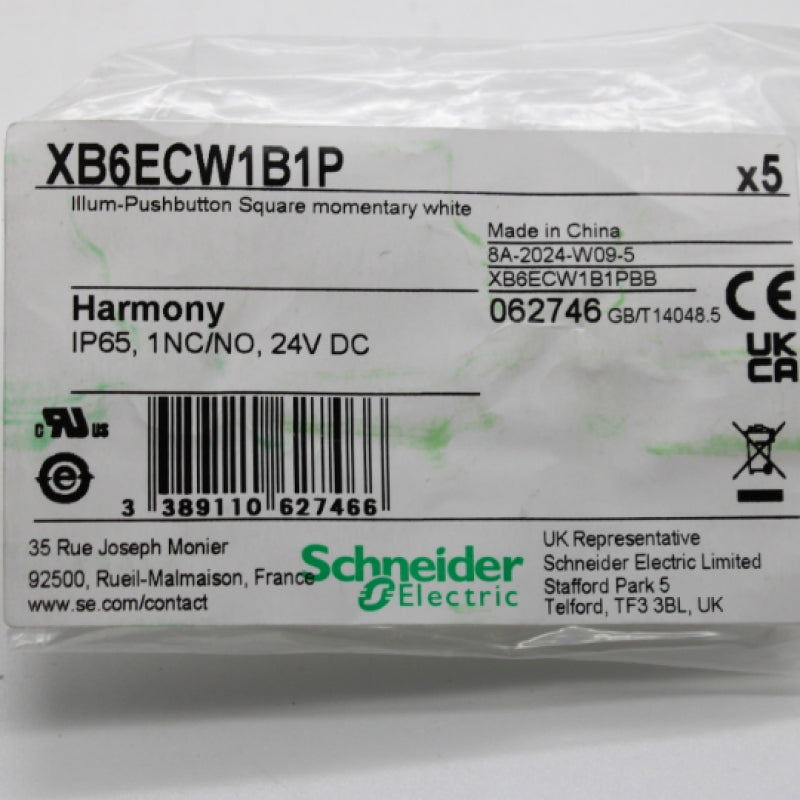 XB6ECW1B1P
x5
Illum-Pushbutton Square momentary white
Made in China
8A-2024-W09-5
XB6ECW1B1PBB
062746 GB/T14048.5
CE
Harmony
IP65, 1NC/NO, 24V DC
UK
CA
c RU us
e
3 389110 627466
35 Rue Joseph Monier
92500, Rueil-Malmaison, France
www.se.com/contact
Schneider
Electric
UK Representative
Schneider Electric Limited
Stafford Park 5
Telford, TF3 3BL, UK